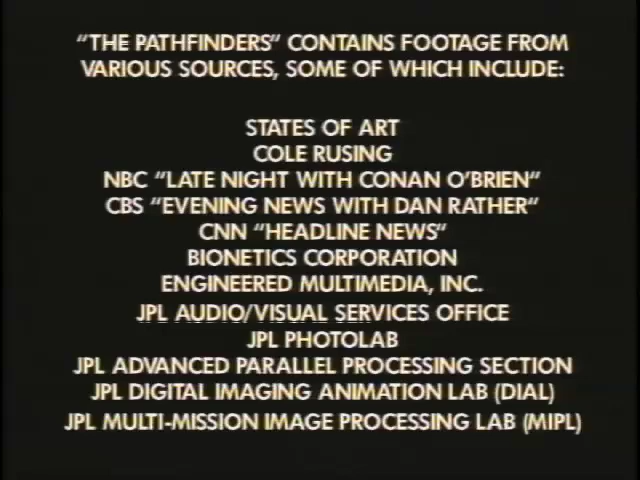 “THE PATHFINDERS” CONTAINS FOOTAGE FROM
VARIOUS SOURCES, SOME OF WHICH INCLUDE:
STATES OF ART
COLE RUSING
NBC “LATE NIGHT WITH CONAN O’BRIEN”
CBS “EVENING NEWS WITH DAN RATHER”
CNN “HEADLINE NEWS”
BIONETICS CORPORATION
ENGINEERED MULTIMEDIA, INC.
JPL AUDIO/VISUAL SERVICES OFFICE
JPL PHOTOLAB
JPL ADVANCED PARALLEL PROCESSING SECTION
JPL DIGITAL IMAGING ANIMATION LAB (DIAL)
JPL MULTI-MISSION IMAGE PROCESSING LAB (MIPL)